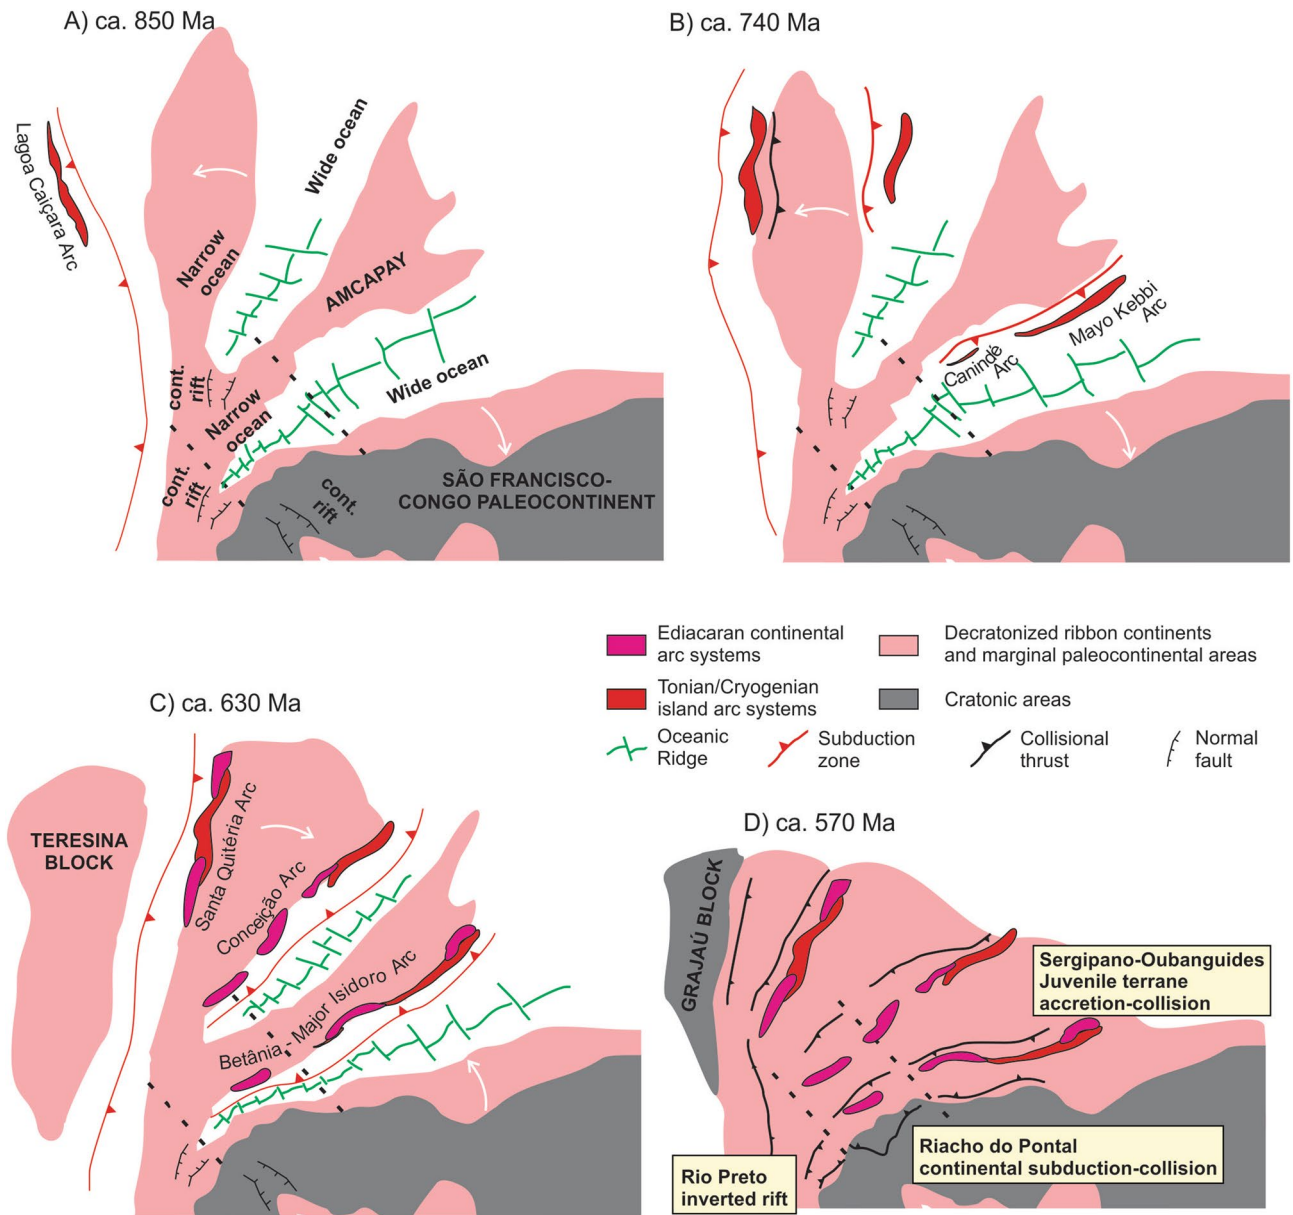 A) ca. 850 Ma
Lagoa Caiçara Arc
Wide ocean
Narrow
ocean
AMCAPAY
cont.
rift
Narrow
ocean
Wide ocean
cont.
rift
cont.
rift
SÃO FRANCISCO-
CONGO PALEOCONTINENT
B) ca. 740 Ma
Mayo Kebbi
Arc
Canindé
Arc
Ediacaran continental
arc systems
Decratonized ribbon continents
and marginal paleocontinental areas
Tonian/Cryogenian
island arc systems
Cratonic areas
Oceanic
Ridge
Subduction
zone
Collisional
thrust
Normal
fault
C) ca. 630 Ma
TERESINA
BLOCK
Santa Quitéria Arc
Conceição Arc
Betânia - Major Isidoro Arc
D) ca. 570 Ma
GRAJAÚ BLOCK
Sergipano-Oubanguides
Juvenile terrane
accretion-collision
Riacho do Pontal
continental subduction-collision
Rio Preto
inverted rift